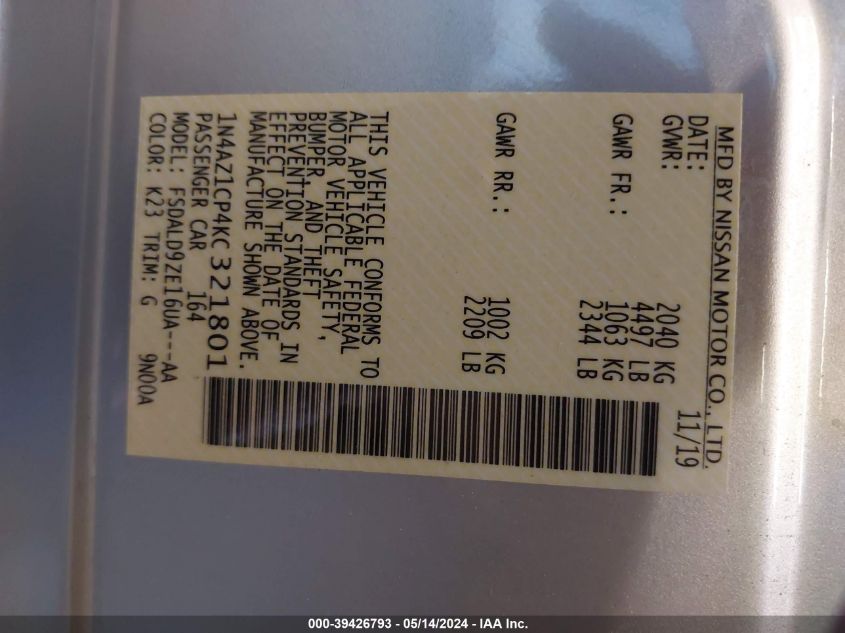 MFD BY NISSAN MOTOR CO., LTD.
DATE: 11/19
GVWR: 2040 KG
4497 LB
GAWR FR.: 1063 KG
2344 LB
GAWR RR.: 1002 KG
2209 LB
THIS VEHICLE CONFORMS TO
ALL APPLICABLE FEDERAL
MOTOR VEHICLE SAFETY,
BUMPER, AND THEFT
PREVENTION STANDARDS IN
EFFECT ON THE DATE OF
MANUFACTURE SHOWN ABOVE.
1N4AZ1CP4KC321801
PASSENGER CAR 164
MODEL: FSDALD9ZE16UA---AA
COLOR: K23 TRIM: G 9N00A
000-39426793 - 05/14/2024 - IAA Inc.